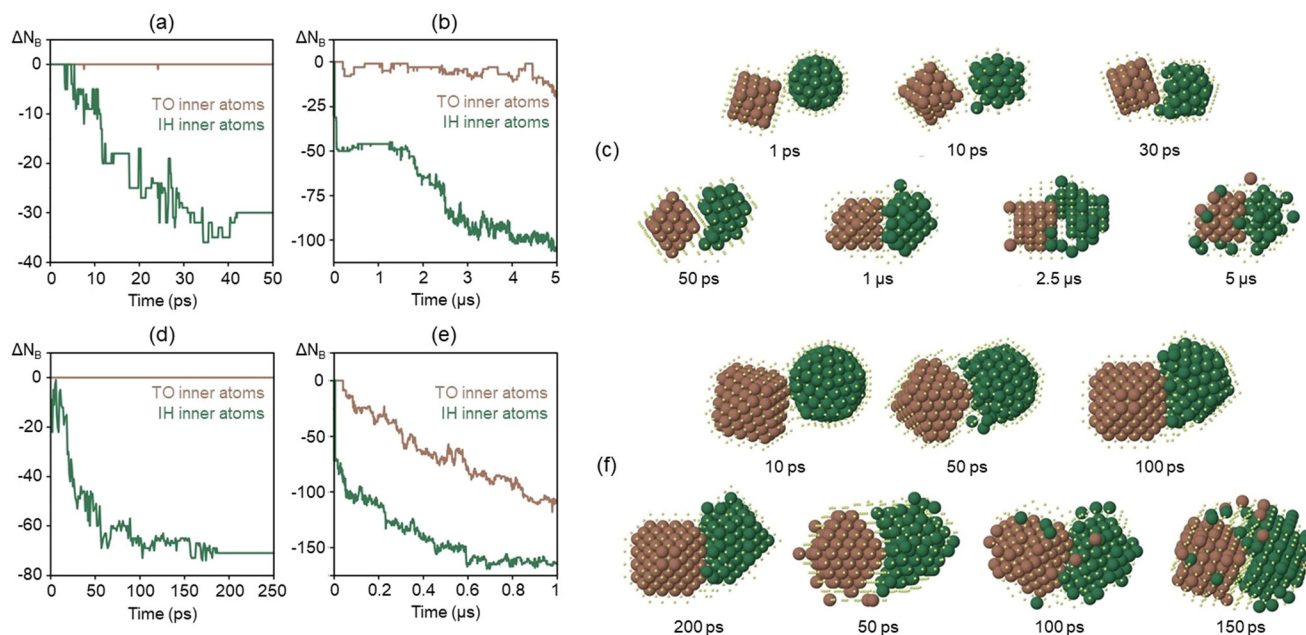 (a)
ΔN_B
0
-10
-20
-30
-40
TO inner atoms
IH inner atoms
0 10 20 30 40 50
Time (ps)
(b)
ΔN_B
0
-25
-50
-75
-100
TO inner atoms
IH inner atoms
0 1 2 3 4 5
Time (µs)
(c)
1 ps 10 ps 30 ps
50 ps 1 µs 2.5 µs 5 µs
(d)
ΔN_B
0
-20
-40
-60
-80
TO inner atoms
IH inner atoms
0 50 100 150 200 250
Time (ps)
(e)
ΔN_B
0
-50
-100
-150
TO inner atoms
IH inner atoms
0 0.2 0.4 0.6 0.8 1
Time (µs)
(f)
10 ps 50 ps 100 ps
200 ps 50 ps 100 ps 150 ps